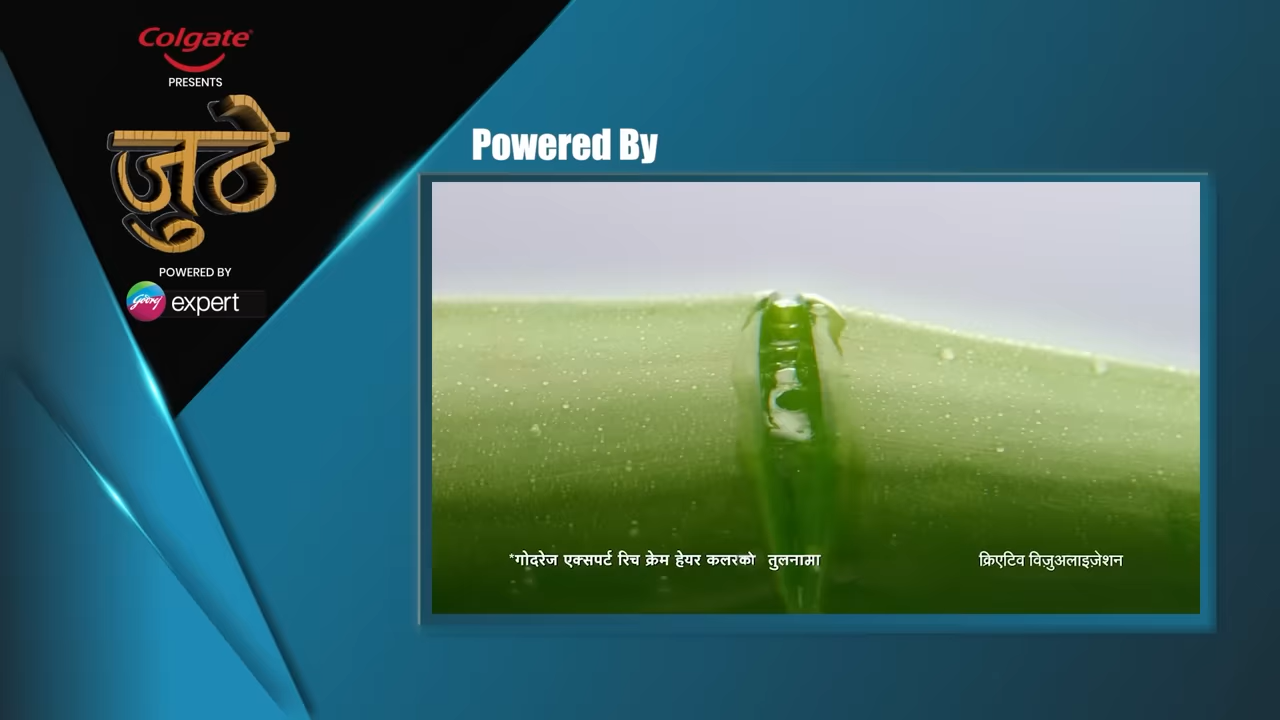 Colgate
PRESENTS
जुठे
POWERED BY
Godrej expert
Powered By
*गोदरेज एक्सपर्ट रिच क्रेम हेयर कलरको तुलनामा
क्रिएटिव विज़ुअलाइज़ेशन